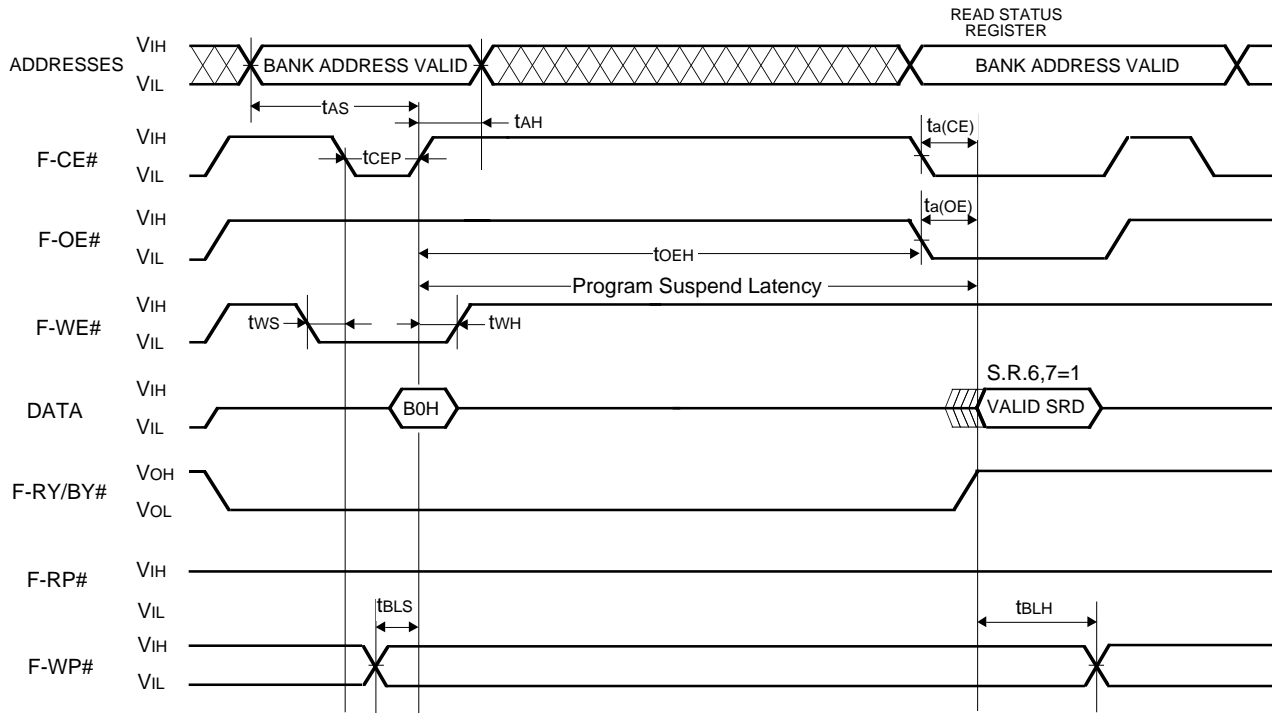 READ STATUS
REGISTER
ADDRESSES
VIH
VIL
BANK ADDRESS VALID
BANK ADDRESS VALID
tAS
tAH
F-CE#
VIH
VIL
tCEP
ta(CE)
F-OE#
VIH
VIL
ta(OE)
tOEH
Program Suspend Latency
F-WE#
VIH
VIL
tWS
tWH
DATA
VIH
VIL
B0H
S.R.6,7=1
VALID SRD
F-RY/BY#
VOH
VOL
F-RP#
VIH
VIL
tBLS
tBLH
F-WP#
VIH
VIL